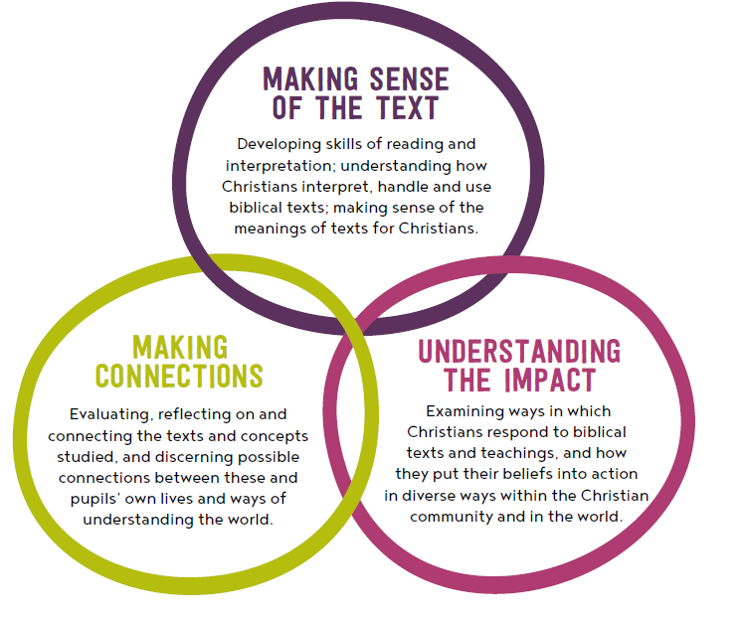 MAKING SENSE
OF THE TEXT
Developing skills of reading and
interpretation; understanding how
Christians interpret, handle and use
biblical texts; making sense of the
meanings of texts for Christians.
MAKING
CONNECTIONS
Evaluating, reflecting on and
connecting the texts and concepts
studied, and discerning possible
connections between these and
pupils' own lives and ways of
understanding the world.
UNDERSTANDING
THE IMPACT
Examining ways in which
Christians respond to biblical
texts and teachings, and how
they put their beliefs into action
in diverse ways within the Christian
community and in the world.